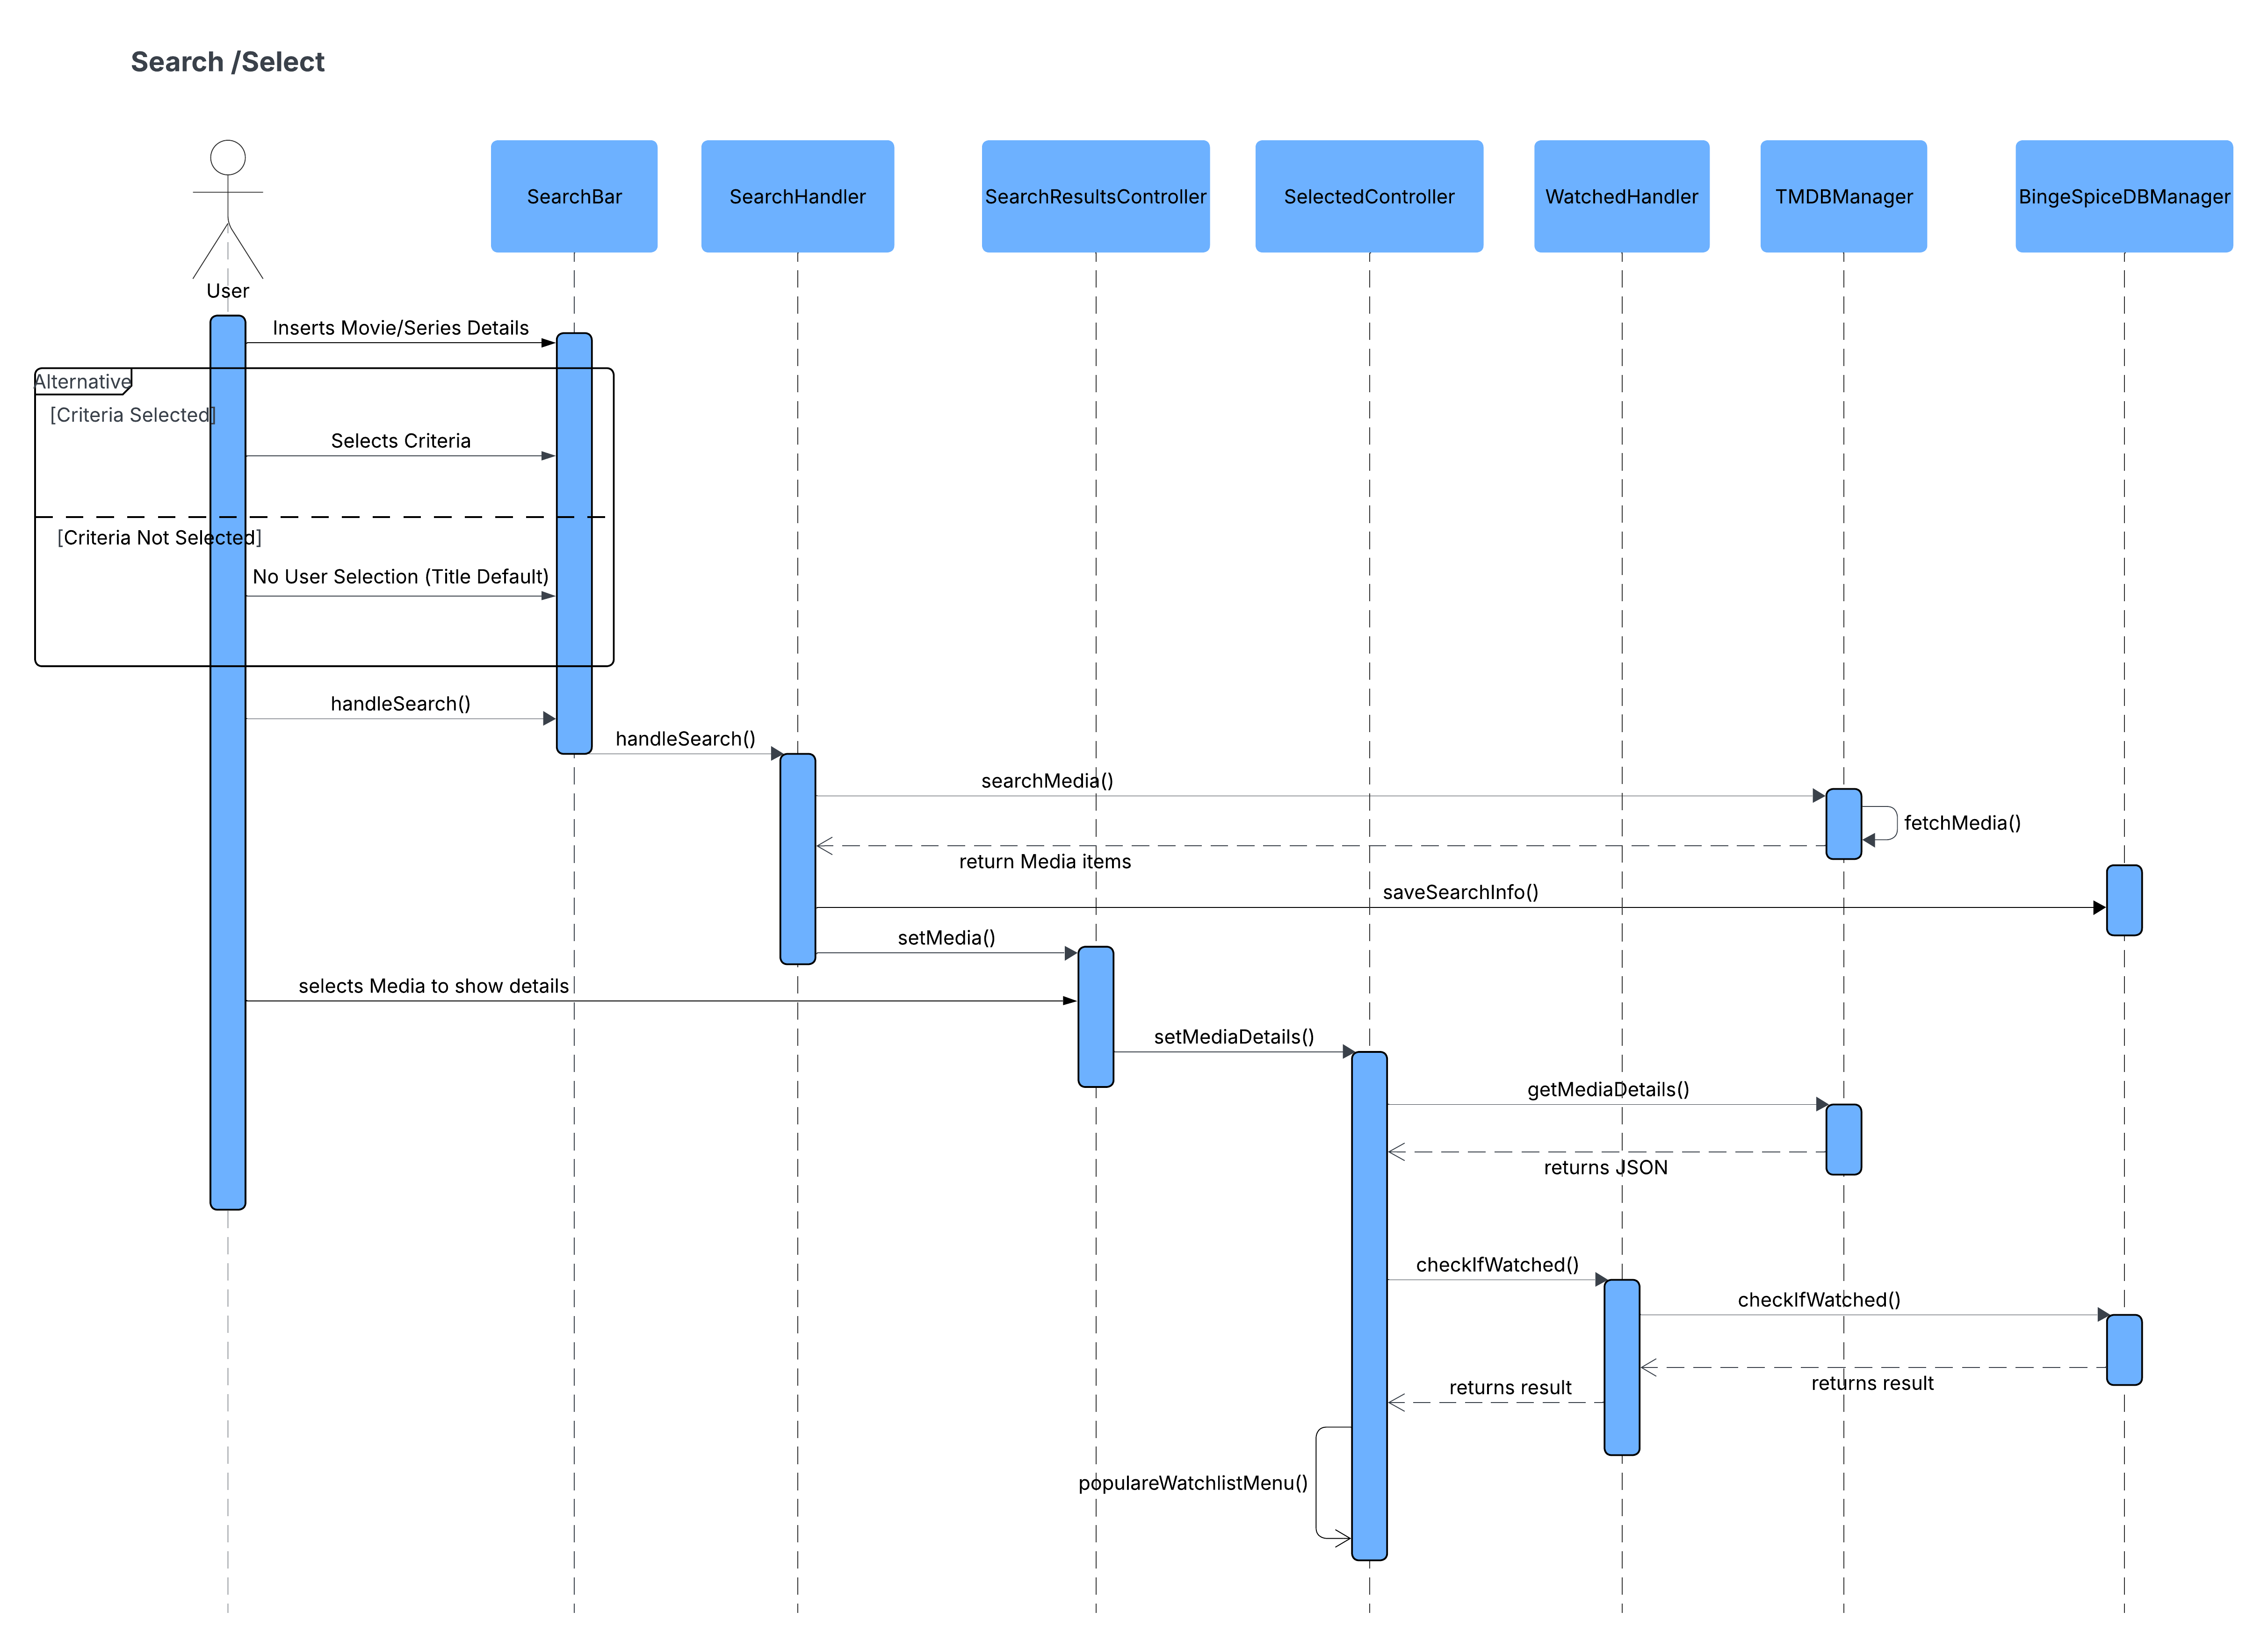 Search /Select
User
SearchBar
SearchHandler
SearchResultsController
SelectedController
WatchedHandler
TMDBManager
BingeSpiceDBManager
Inserts Movie/Series Details
Alternative
[Criteria Selected]
Selects Criteria
[Criteria Not Selected]
No User Selection (Title Default)
handleSearch()
handleSearch()
searchMedia()
fetchMedia()
return Media items
saveSearchInfo()
setMedia()
selects Media to show details
setMediaDetails()
getMediaDetails()
returns JSON
checkIfWatched()
checkIfWatched()
returns result
returns result
populareWatchlistMenu()